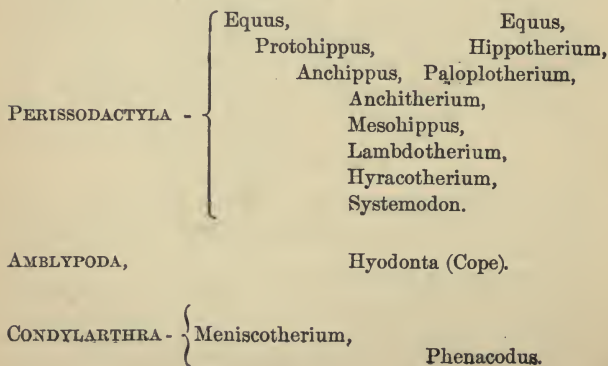 Equus, Equus,
Protohippus, Hippotherium,
Anchippus, Paloplotherium,
PERISSODACTYLA - Anchitherium,
Mesohippus,
Lambdotherium,
Hyracotherium,
Systemodon.
AMBLYPODA, Hyodonta (Cope).
CONDYLARTHRA - Meniscotherium,
Phenacodus.